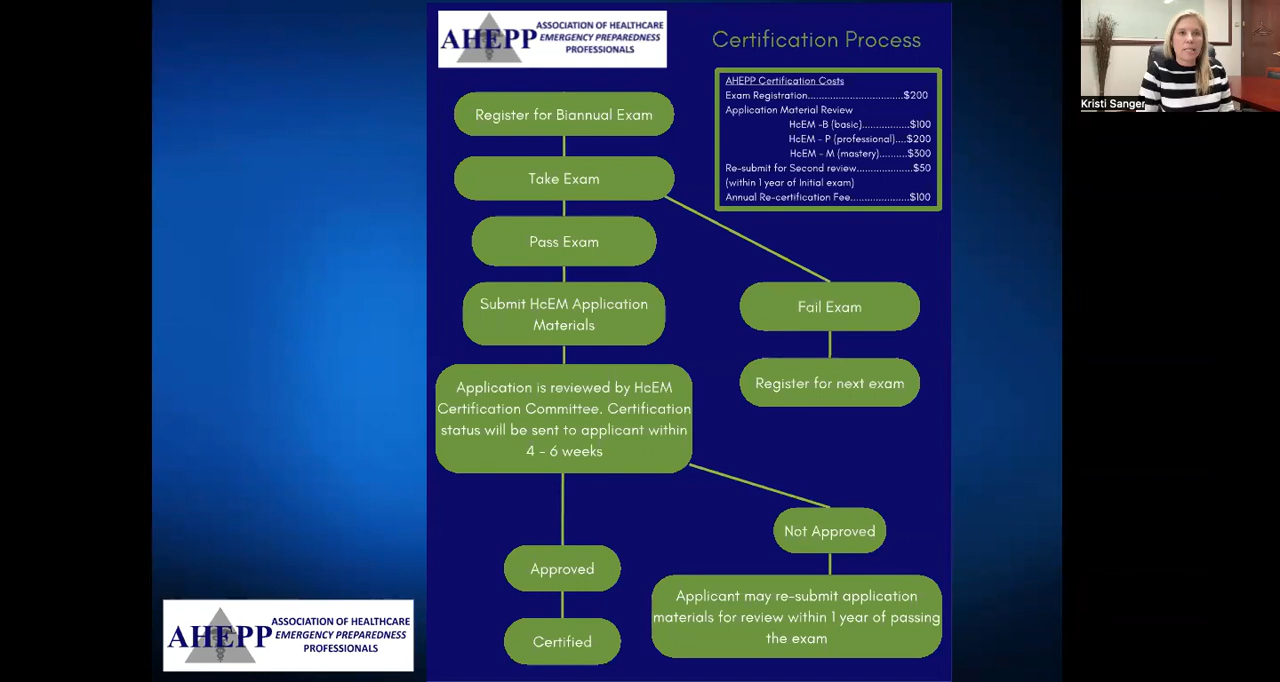 AHEPP
ASSOCIATION OF HEALTHCARE
EMERGENCY PREPAREDNESS
PROFESSIONALS
Certification Process
AHEPP Certification Costs
Exam Registration....................................$200
Application Material Review
HcEM -B (basic)................$100
HcEM - P (professional)....$200
HcEM - M (mastery).........$300
Re-submit for Second review...............$50
(within 1 year of Initial exam)
Annual Re-certification Fee......................$100
Kristi Sanger
Register for Biannual Exam
Take Exam
Pass Exam
Submit HcEM Application
Materials
Fail Exam
Register for next exam
Application is reviewed by HcEM
Certification Committee. Certification
status will be sent to applicant within
4 - 6 weeks
Not Approved
Approved
Applicant may re-submit application
materials for review within 1 year of passing
the exam
Certified
AHEPP
ASSOCIATION OF HEALTHCARE
EMERGENCY PREPAREDNESS
PROFESSIONALS